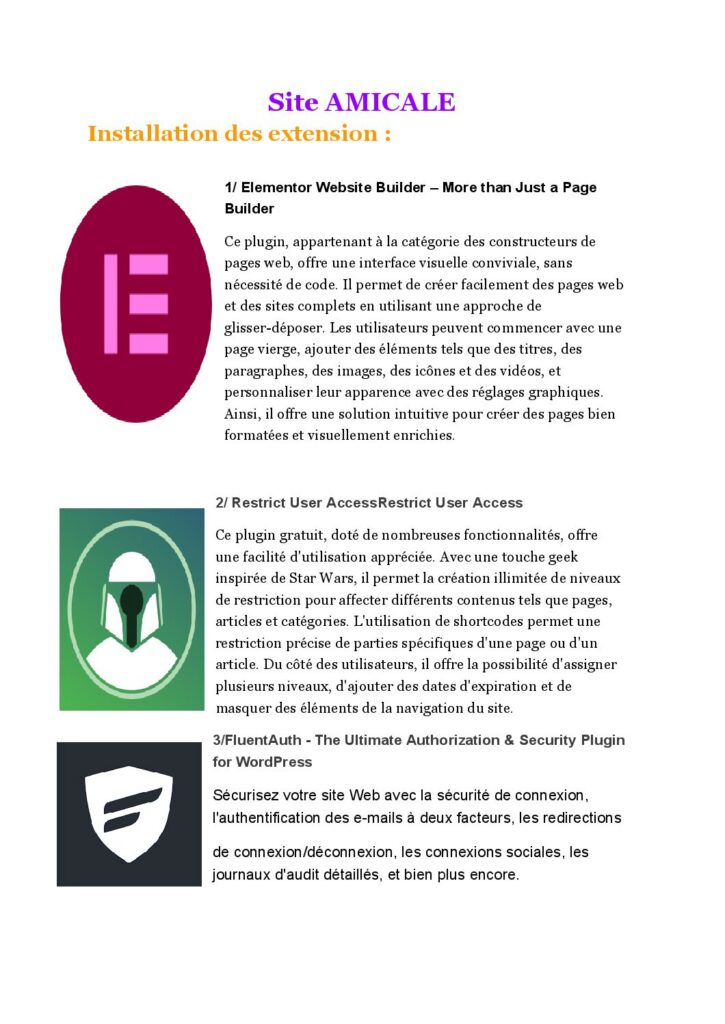 Site AMICALE
Installation des extension :
1/ Elementor Website Builder – More than Just a Page
Builder
Ce plugin, appartenant à la catégorie des constructeurs de
pages web, offre une interface visuelle conviviale, sans
nécessité de code. Il permet de créer facilement des pages web
et des sites complets en utilisant une approche de
glisser-déposer. Les utilisateurs peuvent commencer avec une
page vierge, ajouter des éléments tels que des titres, des
paragraphes, des images, des icônes et des vidéos, et
personnaliser leur apparence avec des réglages graphiques.
Ainsi, il offre une solution intuitive pour créer des pages bien
formatées et visuellement enrichies.
2/ Restrict User AccessRestrict User Access
Ce plugin gratuit, doté de nombreuses fonctionnalités, offre
une facilité d'utilisation appréciée. Avec une touche geek
inspirée de Star Wars, il permet la création illimitée de niveaux
de restriction pour affecter différents contenus tels que pages,
articles et catégories. L'utilisation de shortcodes permet une
restriction précise de parties spécifiques d'une page ou d'un
article. Du côté des utilisateurs, il offre la possibilité d'assigner
plusieurs niveaux, d'ajouter des dates d'expiration et de
masquer des éléments de la navigation du site.
3/FluentAuth - The Ultimate Authorization & Security Plugin
for WordPress
Sécurisez votre site Web avec la sécurité de connexion,
l'authentification des e-mails à deux facteurs, les redirections
de connexion/déconnexion, les connexions sociales, les
journaux d'audit détaillés, et bien plus encore.